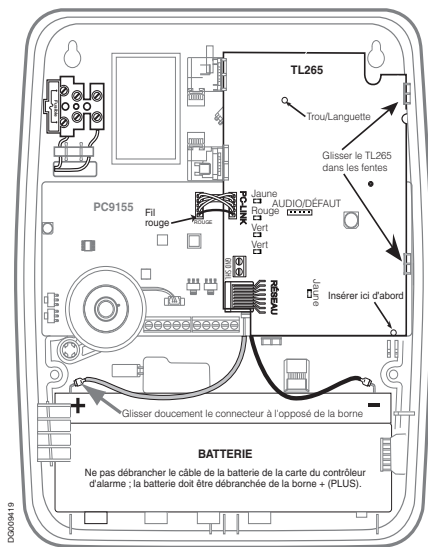 TL265
Trou/Languette
Glisser le TL265
dans les fentes
PC9155
Fil
rouge
ROUGE
PC-LINK
Jaune
Rouge
Vert
Vert
AUDIO/DÉFAUT
RÉSEAU
Jaune
Insérer ici d'abord
+
–
Glisser doucement le connecteur à l'opposé de la borne
BATTERIE
Ne pas débrancher le câble de la batterie de la carte du contrôleur
d'alarme ; la batterie doit être débranchée de la borne + (PLUS).
DG009419